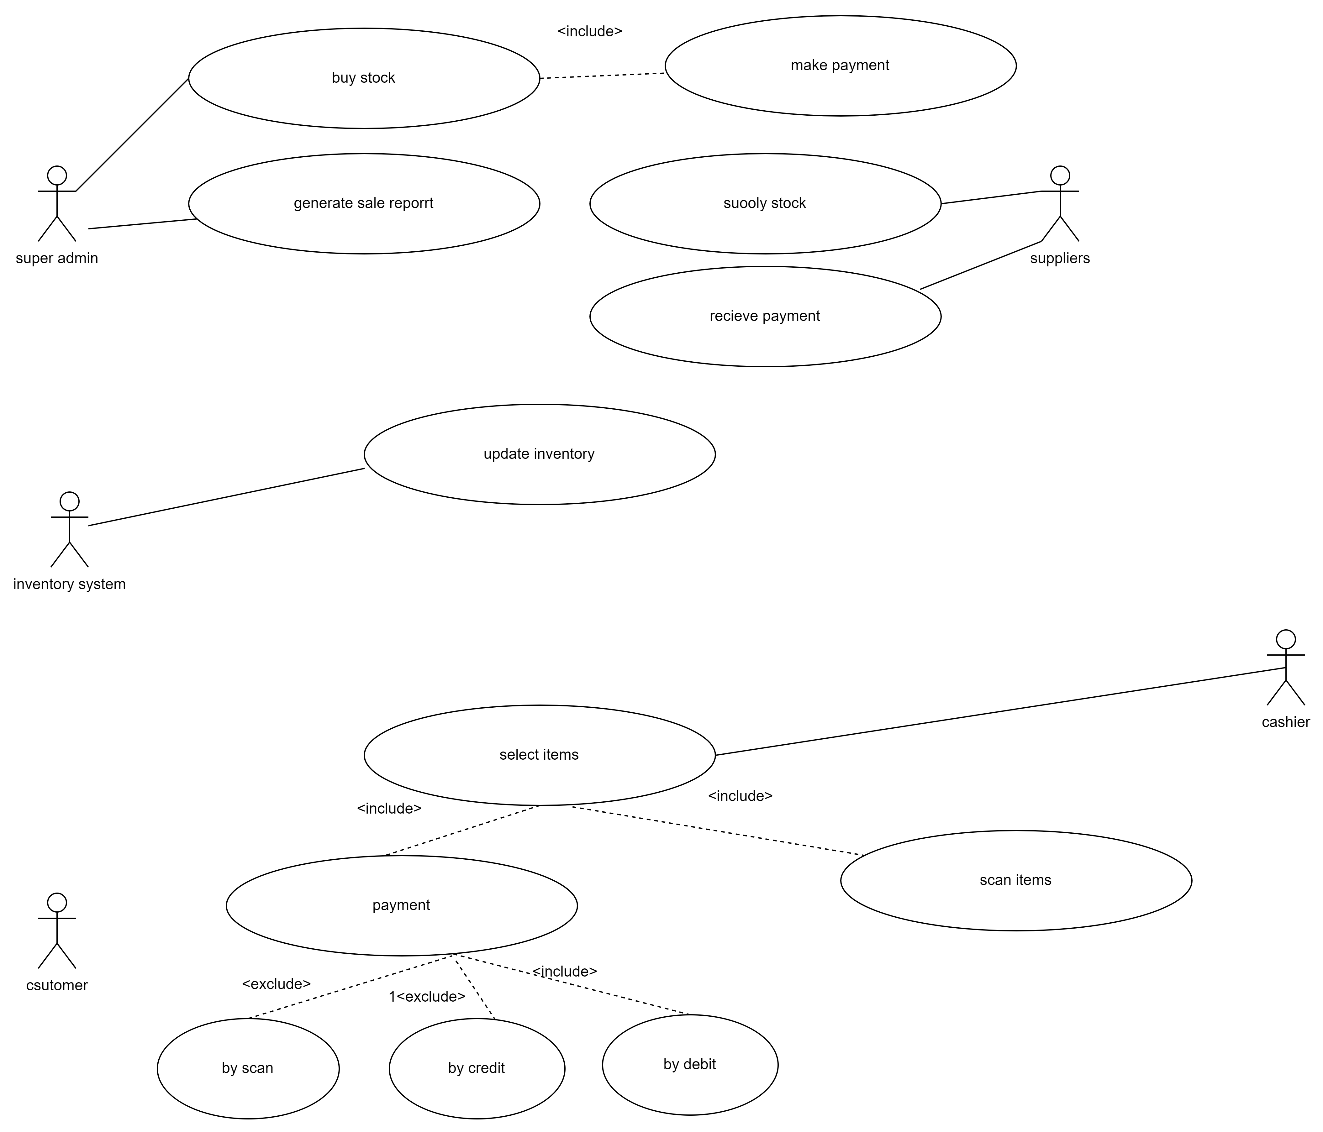 <include>
make payment
buy stock
generate sale reporrt
suooly stock
super admin
suppliers
recieve payment
update inventory
inventory system
cashier
select items
<include>
<include>
scan items
payment
csutomer
<exclude>
<include>
1<exclude>
by scan
by credit
by debit